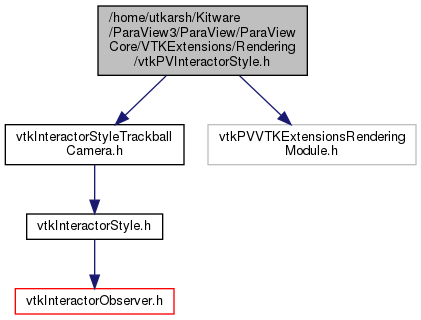 /home/utkarsh/Kitware
/ParaView3/ParaView/ParaView
Core/VTKExtensions/Rendering
/vtkPVInteractorStyle.h
vtkInteractorStyleTrackball
Camera.h
vtkPVVTKExtensionsRendering
Module.h
vtkInteractorStyle.h
vtkInteractorObserver.h